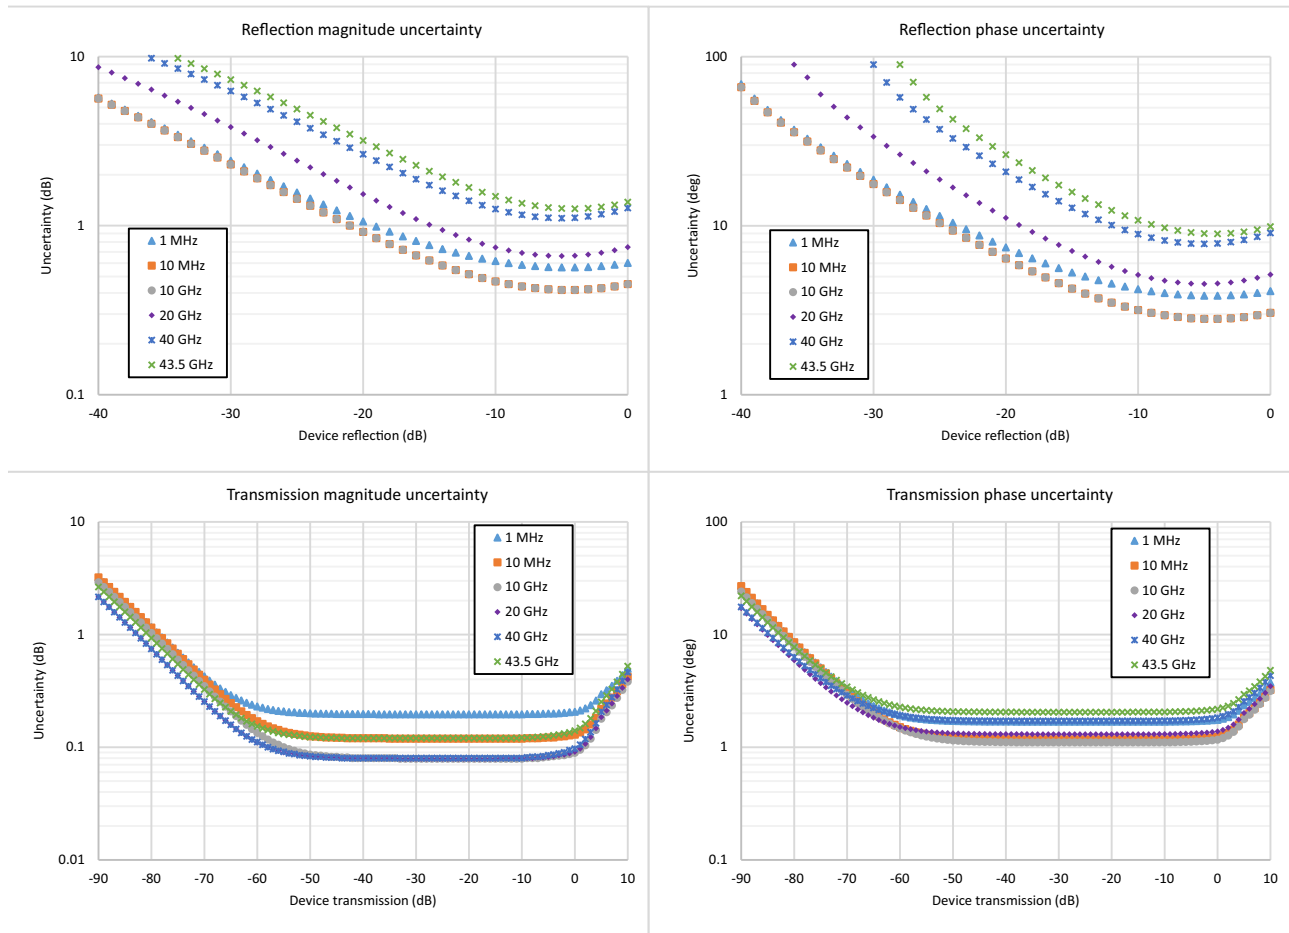 Reflection magnitude uncertainty
10
1
0.1
Uncertainty (dB)
1 MHz
10 MHz
10 GHz
20 GHz
40 GHz
43.5 GHz
-40 -30 -20 -10 0
Device reflection (dB)
Reflection phase uncertainty
100
10
1
Uncertainty (deg)
1 MHz
10 MHz
10 GHz
20 GHz
40 GHz
43.5 GHz
-40 -30 -20 -10 0
Device reflection (dB)
Transmission magnitude uncertainty
10
1
0.1
0.01
Uncertainty (dB)
1 MHz
10 MHz
10 GHz
20 GHz
40 GHz
43.5 GHz
-90 -80 -70 -60 -50 -40 -30 -20 -10 0 10
Device transmission (dB)
Transmission phase uncertainty
100
10
1
0.1
Uncertainty (deg)
1 MHz
10 MHz
10 GHz
20 GHz
40 GHz
43.5 GHz
-90 -80 -70 -60 -50 -40 -30 -20 -10 0 10
Device transmission (dB)